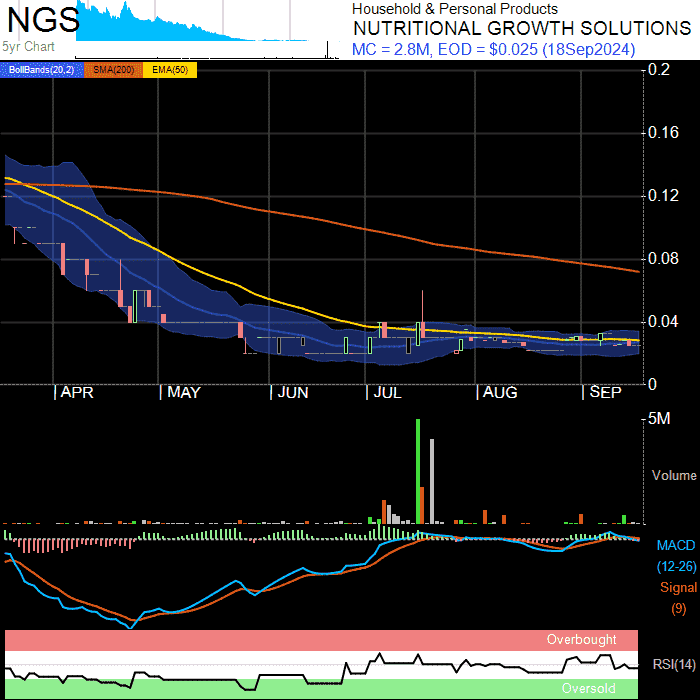 NGS
5yr Chart
Household & Personal Products
NUTRITIONAL GROWTH SOLUTIONS
MC = 2.8M, EOD = $0.025 (18Sep2024)
BollBands(20,2) SMA(200) EMA(50)
0.2
0.16
0.12
0.08
0.04
0
APR MAY JUN JUL AUG SEP
5M
Volume
MACD
(12-26)
Signal
(9)
Overbought
RSI(14)
Oversold